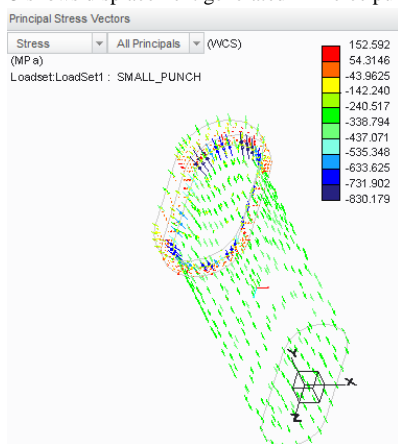 Principal Stress Vectors
Stress All Principals (WCS)
(MPa)
Loadset:LoadSet1 : SMALL_PUNCH
152.592
54.3146
-43.9625
-142.240
-240.517
-338.794
-437.071
-535.348
-633.625
-731.902
-830.179
Y
X
Z